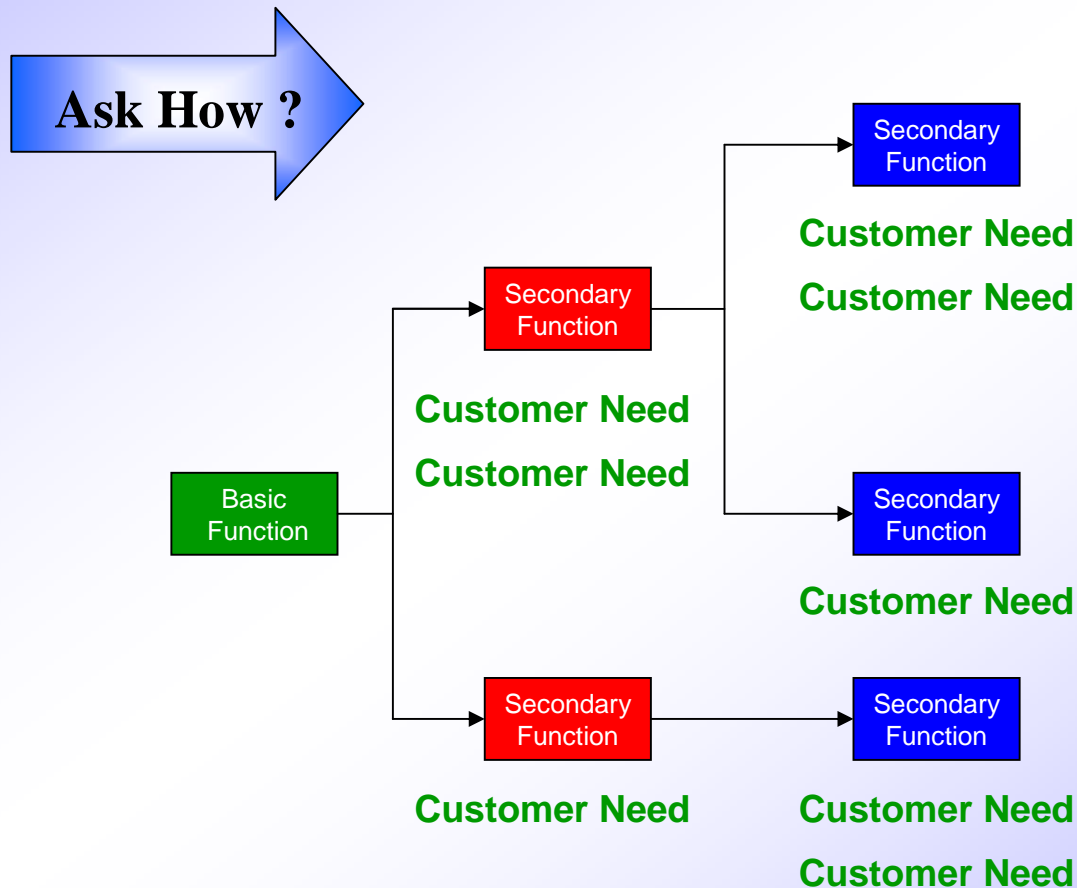 Ask How ?
Secondary
Function
Customer Need
Customer Need
Secondary
Function
Customer Need
Customer Need
Basic
Function
Secondary
Function
Customer Need
Secondary
Function
Customer Need
Secondary
Function
Customer Need
Customer Need